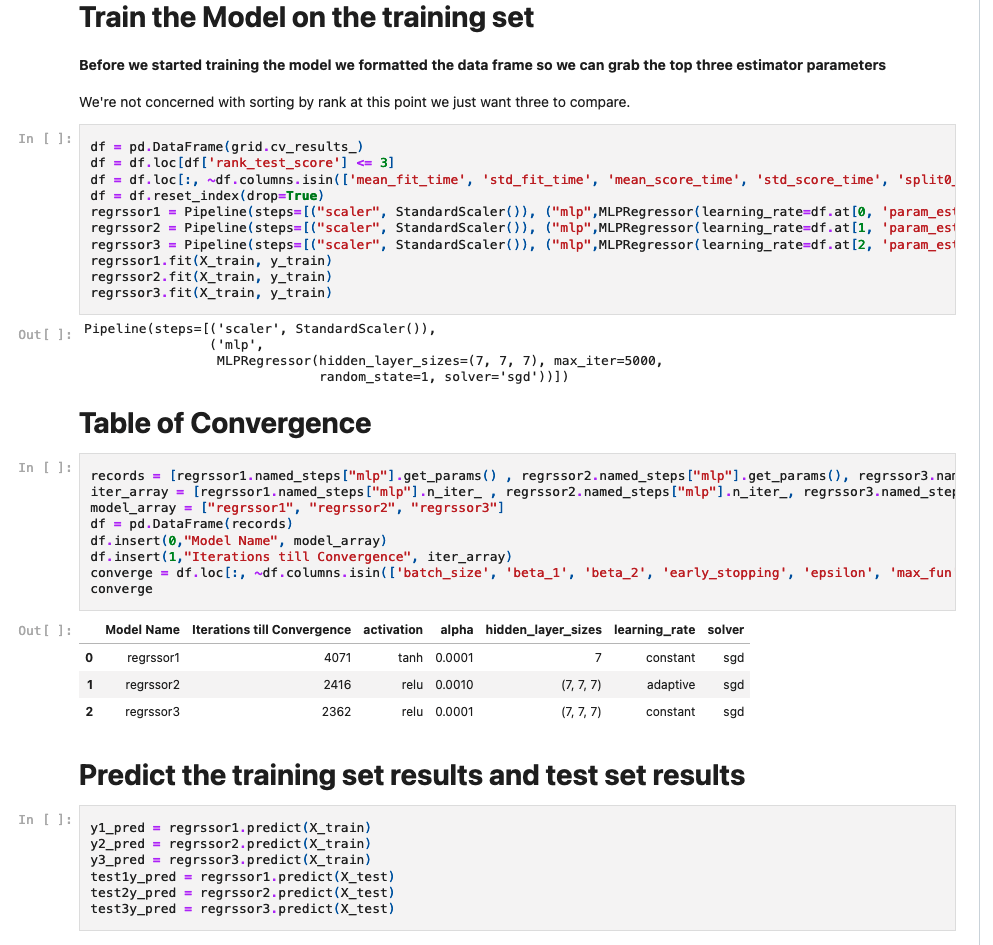 Train the Model on the training set
Before we started training the model we formatted the data frame so we can grab the top three estimator parameters
We're not concerned with sorting by rank at this point we just want three to compare.
In [ ]:
df = pd.DataFrame(grid.cv_results_)
df = df.loc[df['rank_test_score'] <= 3]
df = df.loc[:, ~df.columns.isin(['mean_fit_time', 'std_fit_time', 'mean_score_time', 'std_score_time', 'split0_
df = df.reset_index(drop=True)
regrssor1 = Pipeline(steps=[("scaler", StandardScaler()), ("mlp",MLPRegressor(learning_rate=df.at[0, 'param_est
regrssor2 = Pipeline(steps=[("scaler", StandardScaler()), ("mlp",MLPRegressor(learning_rate=df.at[1, 'param_est
regrssor3 = Pipeline(steps=[("scaler", StandardScaler()), ("mlp",MLPRegressor(learning_rate=df.at[2, 'param_est
regrssor1.fit(X_train, y_train)
regrssor2.fit(X_train, y_train)
regrssor3.fit(X_train, y_train)
Out[ ]:
Pipeline(steps=[('scaler', StandardScaler()),
('mlp',
MLPRegressor(hidden_layer_sizes=(7, 7, 7), max_iter=5000,
random_state=1, solver='sgd'))])
Table of Convergence
In [ ]:
records = [regrssor1.named_steps["mlp"].get_params() , regrssor2.named_steps["mlp"].get_params(), regrssor3.nam
iter_array = [regrssor1.named_steps["mlp"].n_iter_ , regrssor2.named_steps["mlp"].n_iter_, regrssor3.named_step
model_array = ["regrssor1", "regrssor2", "regrssor3"]
df = pd.DataFrame(records)
df.insert(0,"Model Name", model_array)
df.insert(1,"Iterations till Convergence", iter_array)
converge = df.loc[:, ~df.columns.isin(['batch_size', 'beta_1', 'beta_2', 'early_stopping', 'epsilon', 'max_fun
converge
Out[ ]:
Model Name Iterations till Convergence activation alpha hidden_layer_sizes learning_rate solver
0 regrssor1 4071 tanh 0.0001 7 constant sgd
1 regrssor2 2416 relu 0.0010 (7, 7, 7) adaptive sgd
2 regrssor3 2362 relu 0.0001 (7, 7, 7) constant sgd
Predict the training set results and test set results
In [ ]:
y1_pred = regrssor1.predict(X_train)
y2_pred = regrssor2.predict(X_train)
y3_pred = regrssor3.predict(X_train)
test1y_pred = regrssor1.predict(X_test)
test2y_pred = regrssor2.predict(X_test)
test3y_pred = regrssor3.predict(X_test)